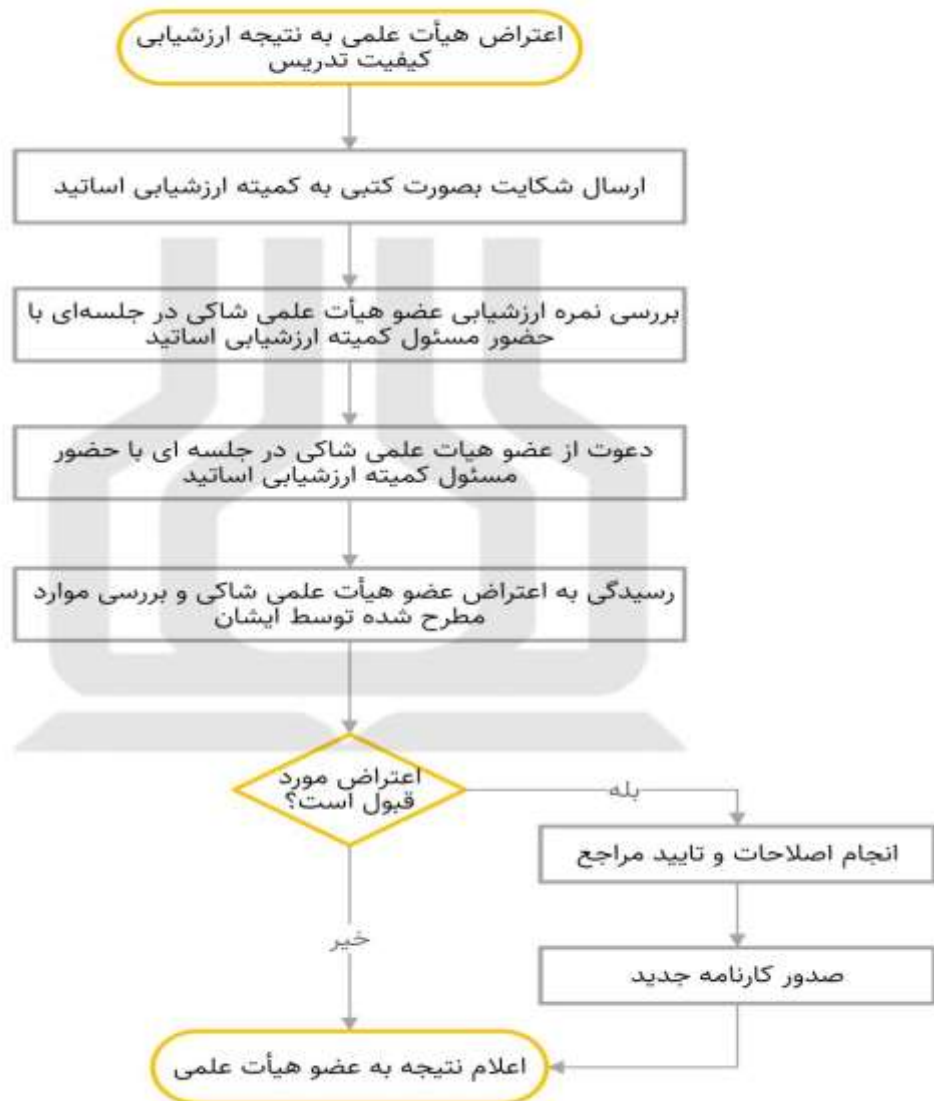 اعتراض هیأت علمی به نتیجه ارزشیابی
کیفیت تدریس
ارسال شکایت بصورت کتبی به کمیته ارزشیابی اساتید
بررسی نمره ارزشیابی عضو هیأت علمی شاکی در جلسه‌ای با
حضور مسئول کمیته ارزشیابی اساتید
دعوت از عضو هیات علمی شاکی در جلسه ای با حضور
مسئول کمیته ارزشیابی اساتید
رسیدگی به اعتراض عضو هیأت علمی شاکی و بررسی موارد
مطرح شده توسط ایشان
اعتراض مورد
قبول است؟
بله
انجام اصلاحات و تایید مراجع
خیر
صدور کارنامه جدید
اعلام نتیجه به عضو هیأت علمی